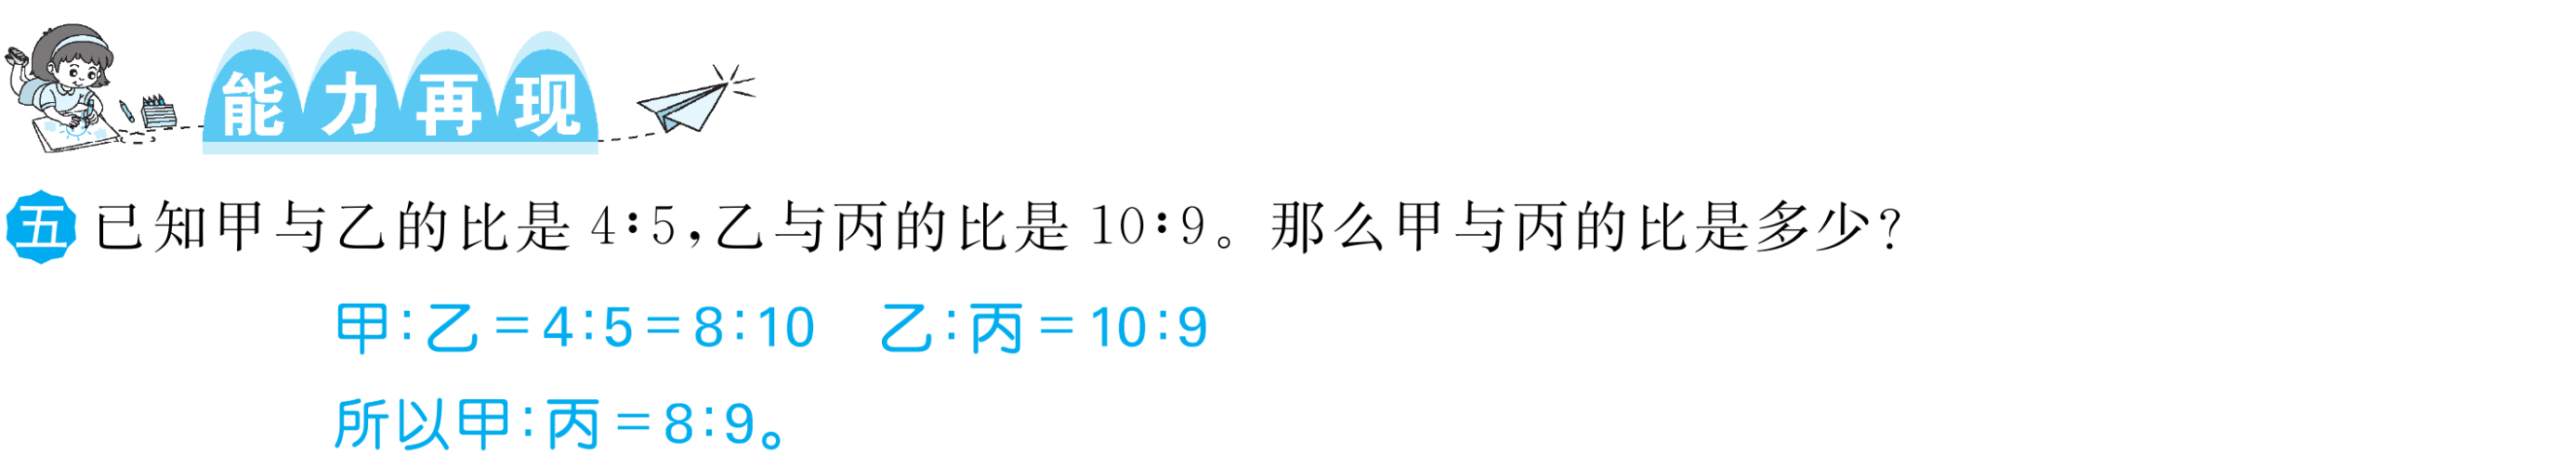 能力再现
五 已知甲与乙的比是 4∶5,乙与丙的比是 10∶9。那么甲与丙的比是多少?
甲∶乙=4∶5=8∶10 乙∶丙=10∶9
所以甲∶丙=8∶9。